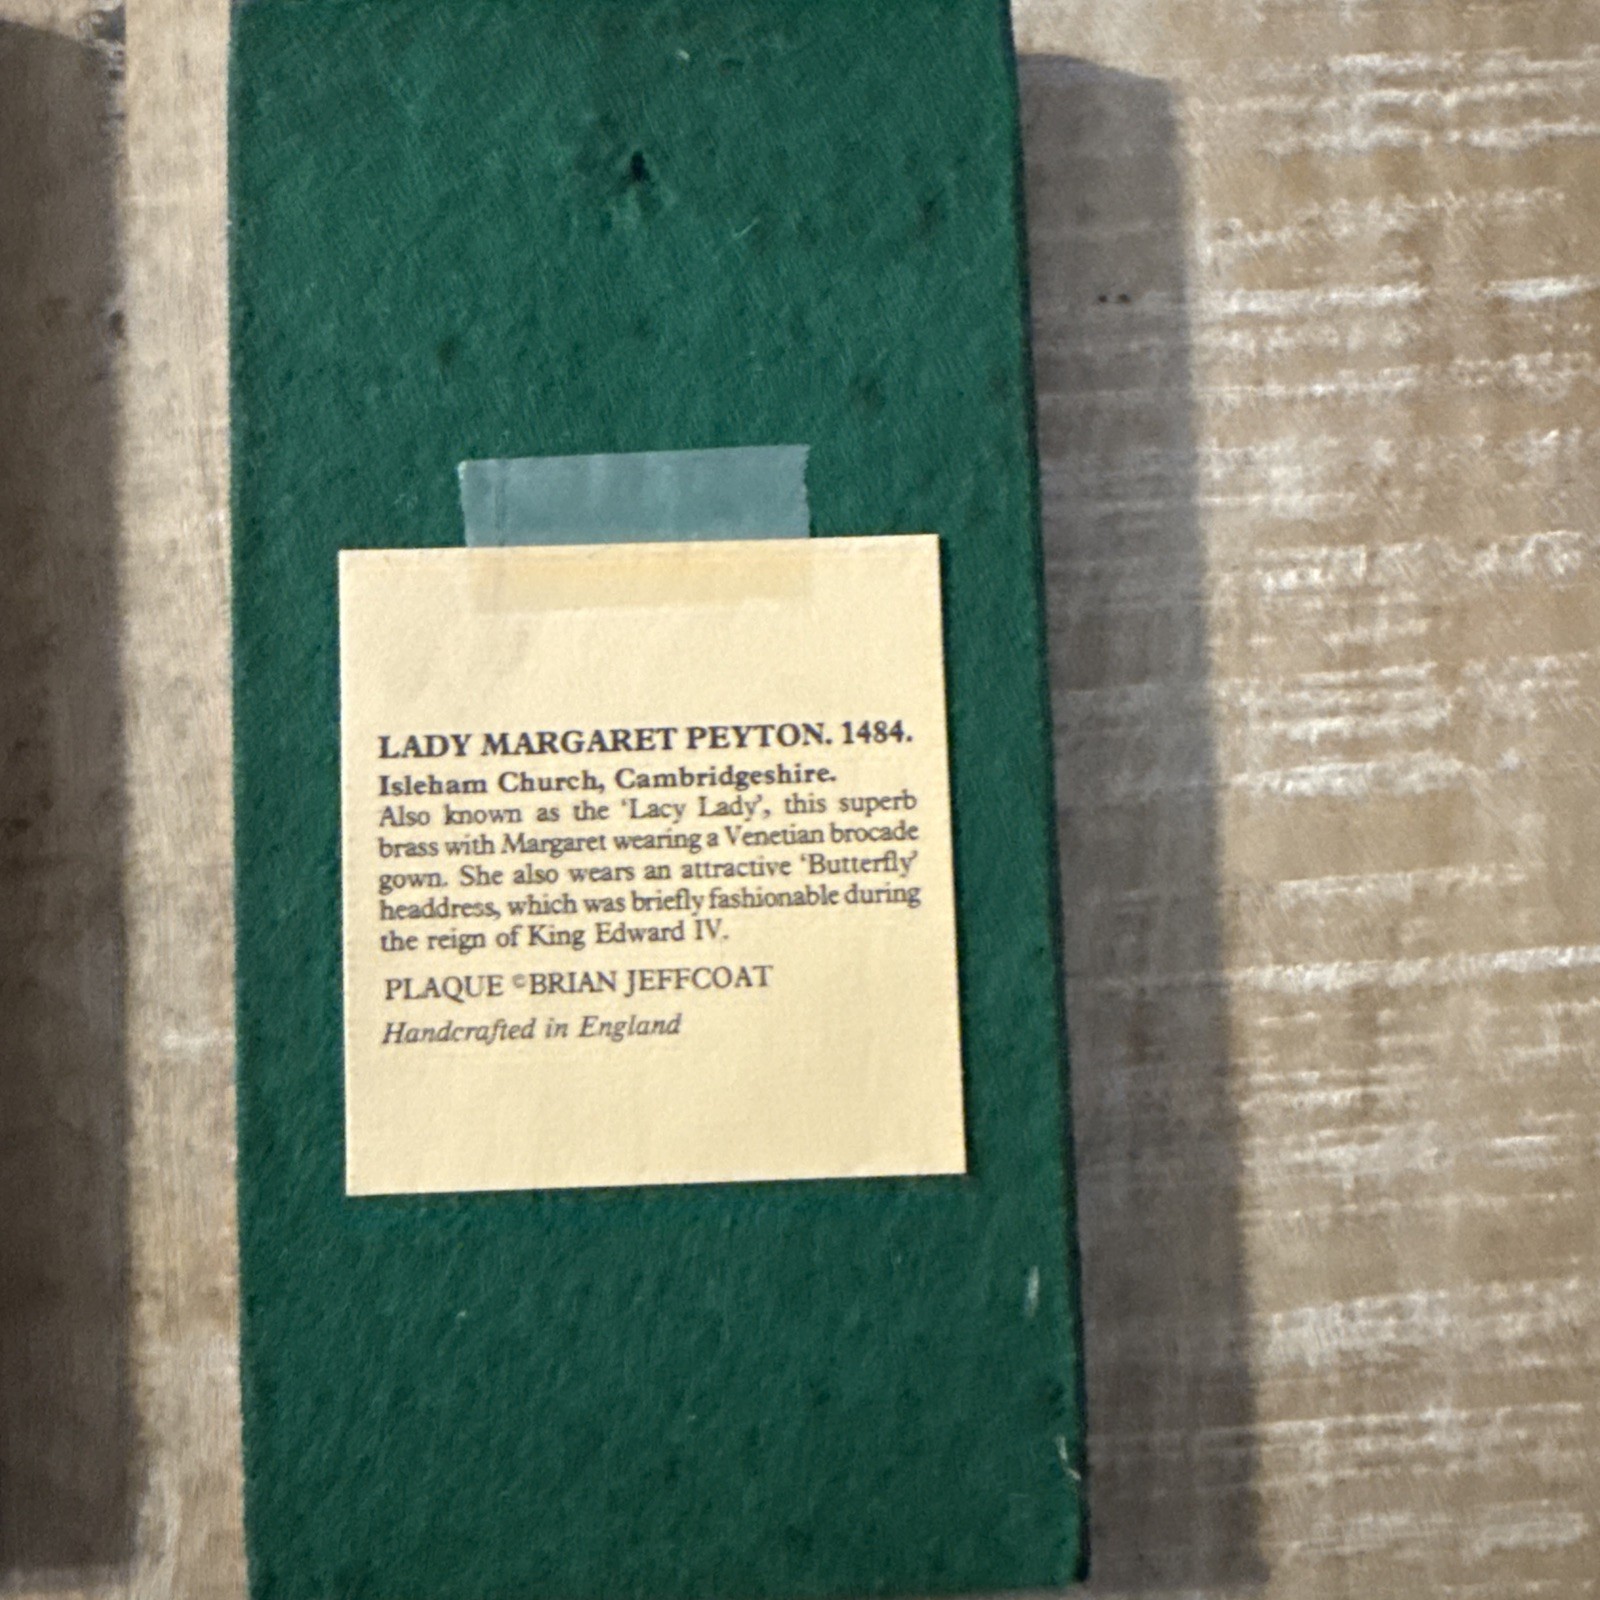 LADY MARGARET PEYTON. 1484.
Isleham Church, Cambridgeshire.
Also known as the ‘Lacy Lady’, this superb
brass with Margaret wearing a Venetian brocade
gown. She also wears an attractive ‘Butterfly’
headdress, which was briefly fashionable during
the reign of King Edward IV.
PLAQUE ©BRIAN JEFFCOAT
Handcrafted in England